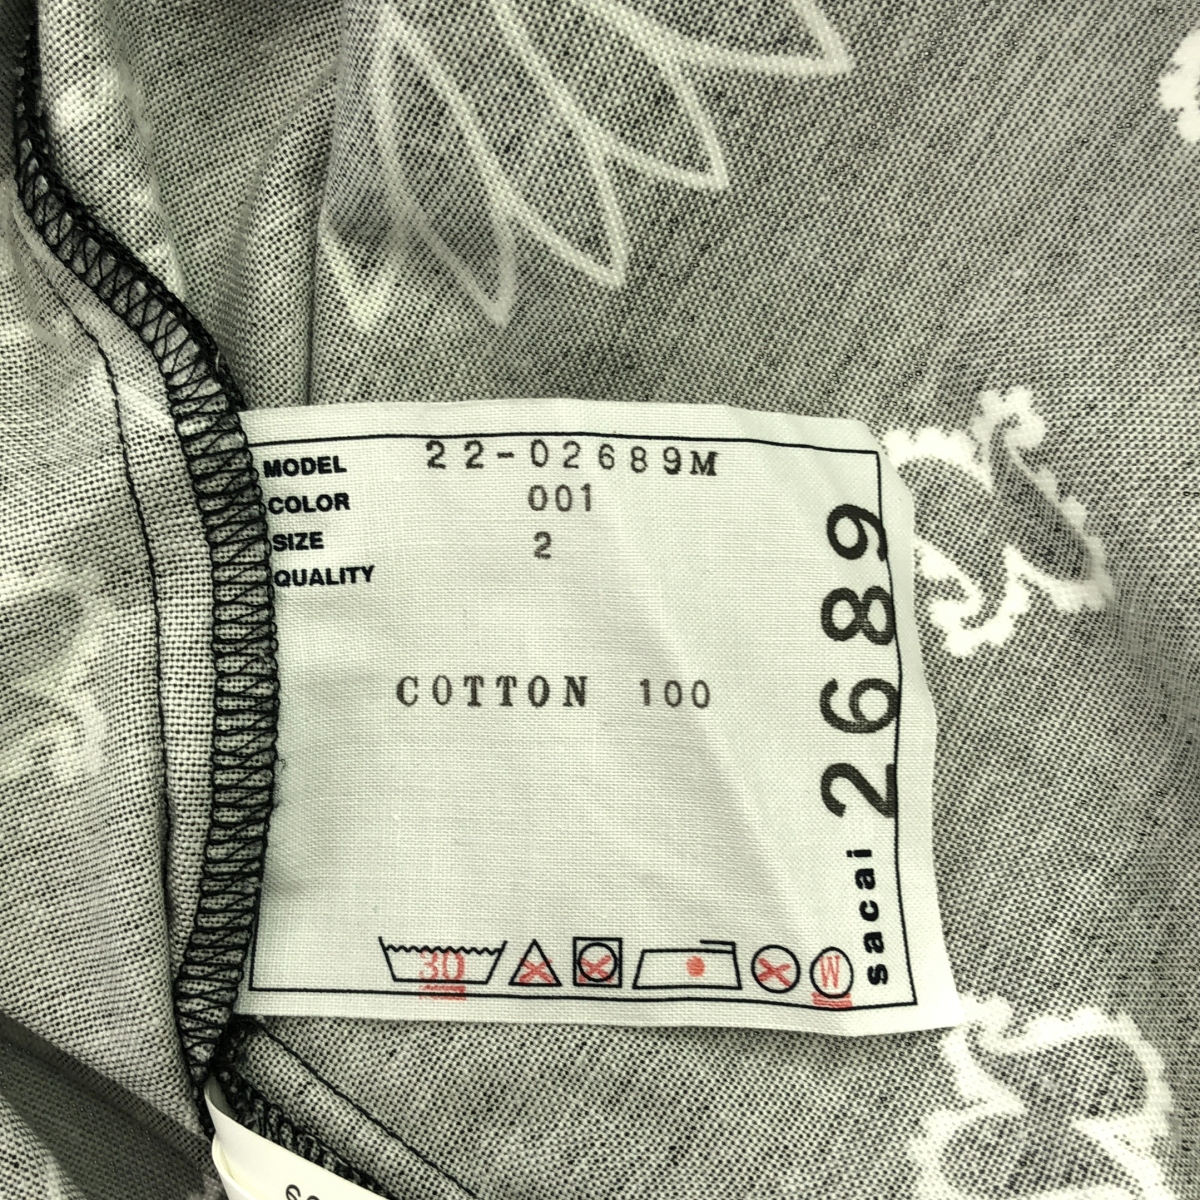 MODEL 22-02689M
COLOR 001
SIZE 2
QUALITY
COTTON 100
30
W
sacai 2689